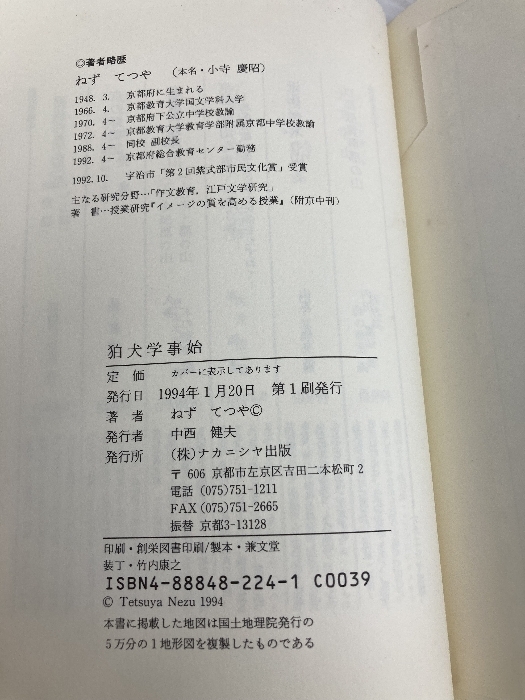 ◎著者略歴
ねず てつや （本名・小寺 慶昭）
1948. 3. 京都府に生まれる
1966. 4. 京都教育大学国文学科入学
1970. 4～ 京都府下公立中学校教諭
1972. 4～ 京都教育大学教育学部附属京都中学校教諭
1988. 4～ 同校 副校長
1992. 4～ 京都府総合教育センター勤務
1992.10. 宇治市「第2回紫式部市民文化賞」受賞
主なる研究分野…「作文教育，江戸文学研究」
著 書…授業研究『イメージの質を高める授業』（附京中刊）
狛犬学事始
定 価 カバーに表示してあります
発行日 1994年1月20日 第1刷発行
著 者 ねず てつや©
発行者 中西 健夫
発行所 (株)ナカニシヤ出版
〒606 京都市左京区吉田二本松町2
電話 (075)751-1211
FAX (075)751-2665
振替 京都3-13128
印刷・創栄図書印刷/製本・兼文堂
装丁・竹内康之
ISBN4-88848-224-1 C0039
© Tetsuya Nezu 1994
本書に掲載した地図は国土地理院発行の
5万分の1地形図を複製したものである